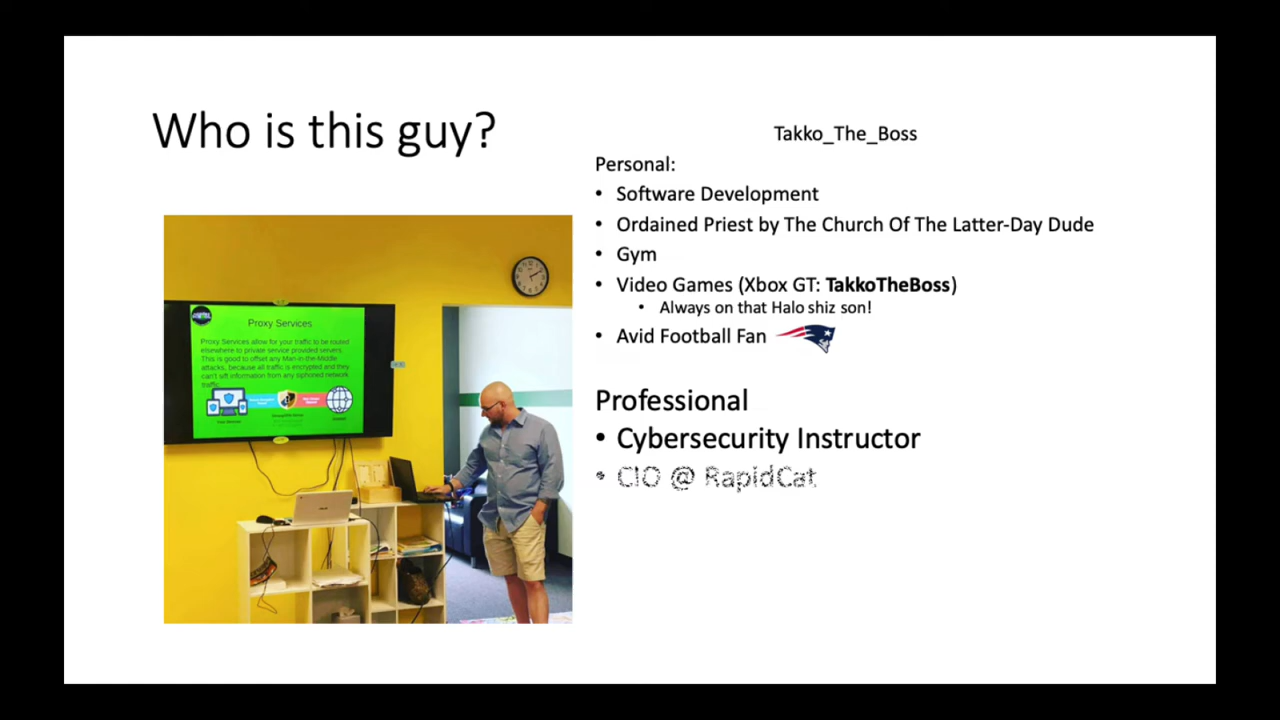 Who is this guy?
Takko_The_Boss
Personal:
• Software Development
• Ordained Priest by The Church Of The Latter-Day Dude
• Gym
• Video Games (Xbox GT: TakkoTheBoss)
• Always on that Halo shiz son!
• Avid Football Fan
Professional
• Cybersecurity Instructor
• CIO @ RapidCat
Proxy Services
Proxy Services allow for your traffic to be routed
elsewhere to private service provided servers.
This is good to offset any Man-in-the-Middle
attacks, because all traffic is encrypted and they
can't sift information from any siphoned network
traffic.